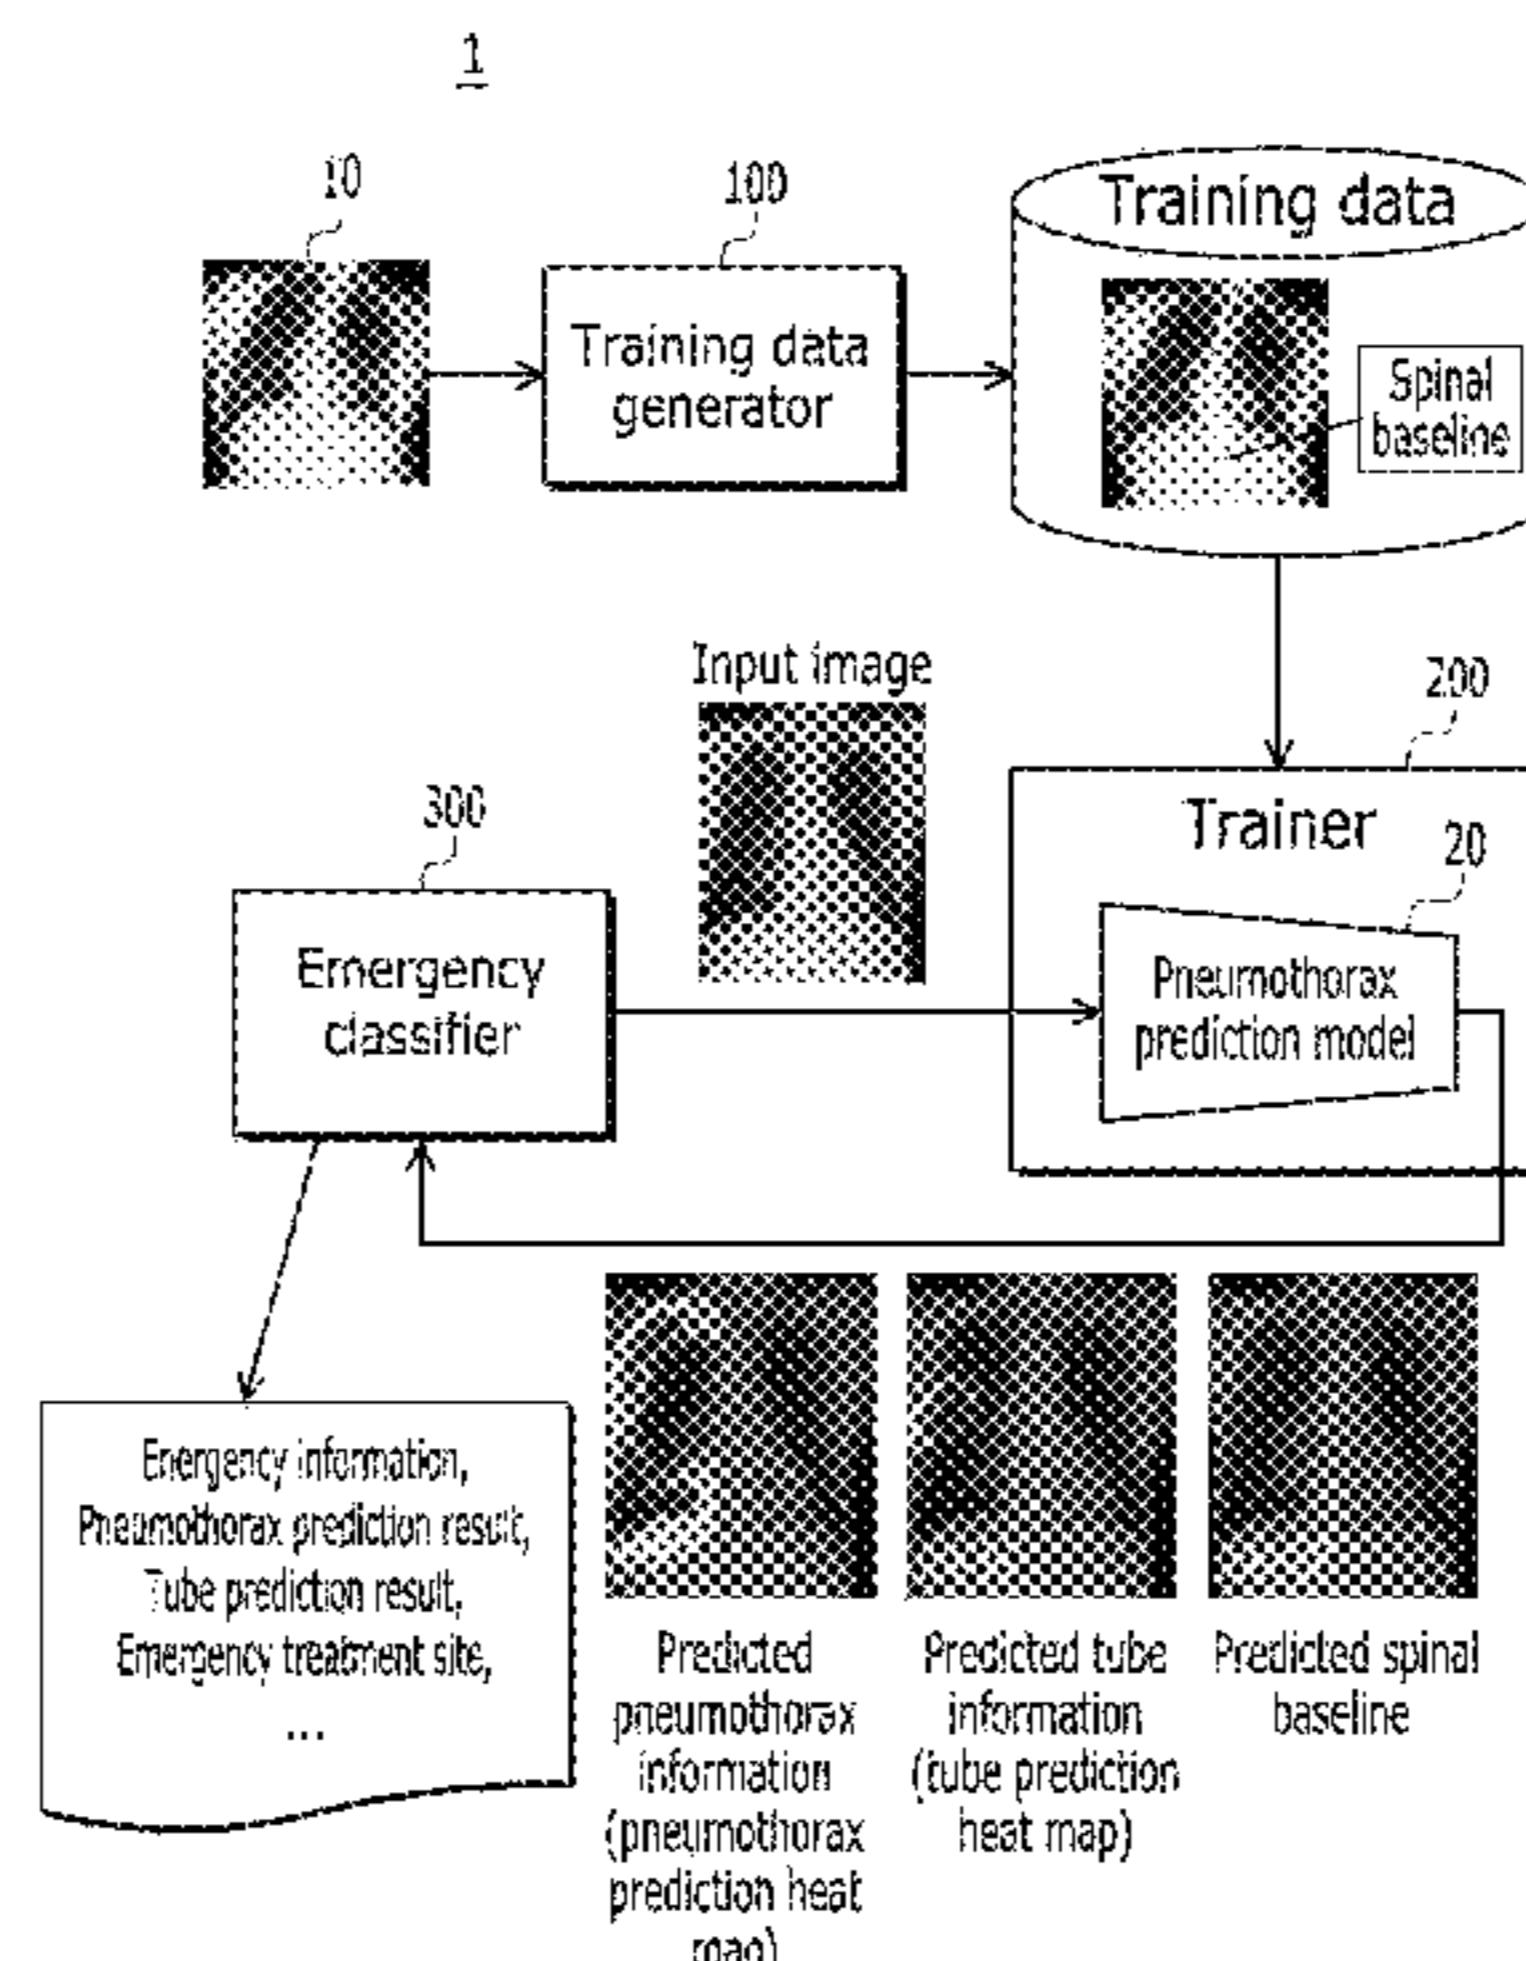 1
10
100
Training data
Training data
generator
Spinal
baseline
Input image
200
300
Trainer
20
Emergency
classifier
Pneumothorax
prediction model
Energency information,
Pneumothorax prediction result,
Tube prediction result,
Emergency treatment site,
...
Predicted
pneumothorax
information
(pneumothorax
prediction heat
map)
Predicted tube
information
(tube prediction
heat map)
Predicted spinal
baseline